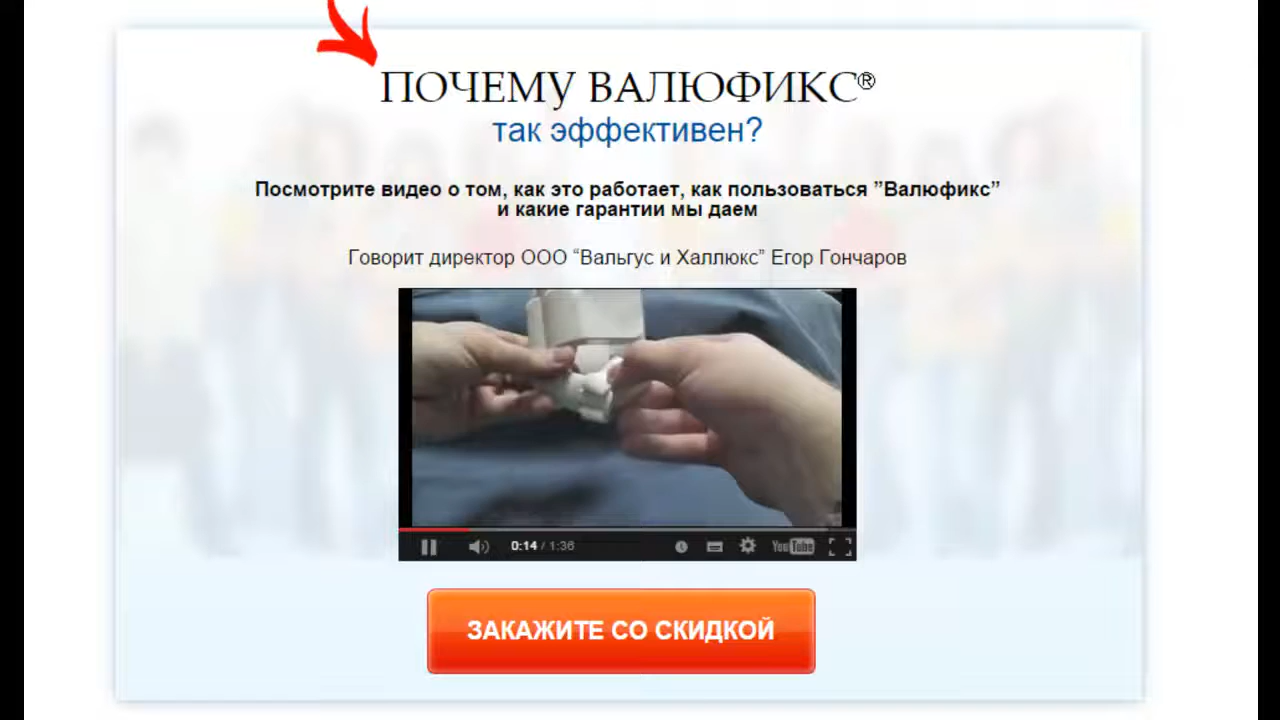 ПОЧЕМУ ВАЛЮФИКС®
так эффективен?
Посмотрите видео о том, как это работает, как пользоваться ”Валюфикс”
и какие гарантии мы даем
Говорит директор ООО “Вальгус и Халлюкс” Егор Гончаров
0:14 / 1:36
YouTube
ЗАКАЖИТЕ СО СКИДКОЙ